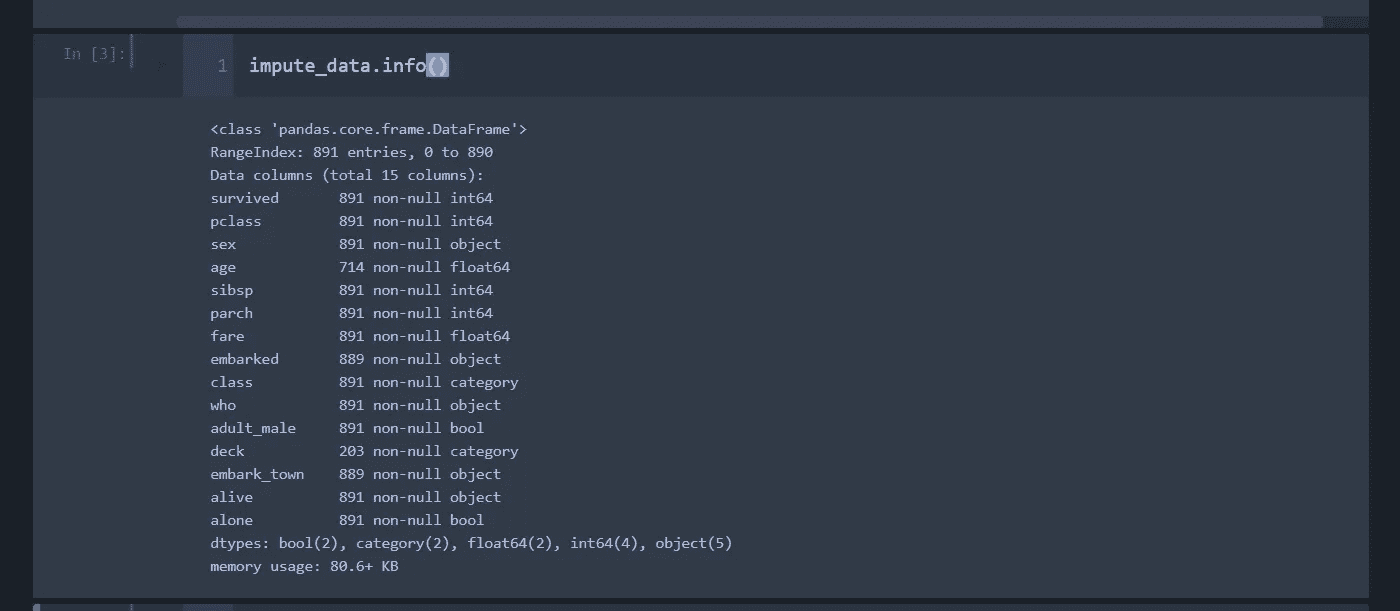 In [3]:
1 impute_data.info()
<class 'pandas.core.frame.DataFrame'>
RangeIndex: 891 entries, 0 to 890
Data columns (total 15 columns):
survived       891 non-null int64
pclass         891 non-null int64
sex            891 non-null object
age            714 non-null float64
sibsp          891 non-null int64
parch          891 non-null int64
fare           891 non-null float64
embarked       889 non-null object
class          891 non-null category
who            891 non-null object
adult_male     891 non-null bool
deck           203 non-null category
embark_town    889 non-null object
alive          891 non-null object
alone          891 non-null bool
dtypes: bool(2), category(2), float64(2), int64(4), object(5)
memory usage: 80.6+ KB